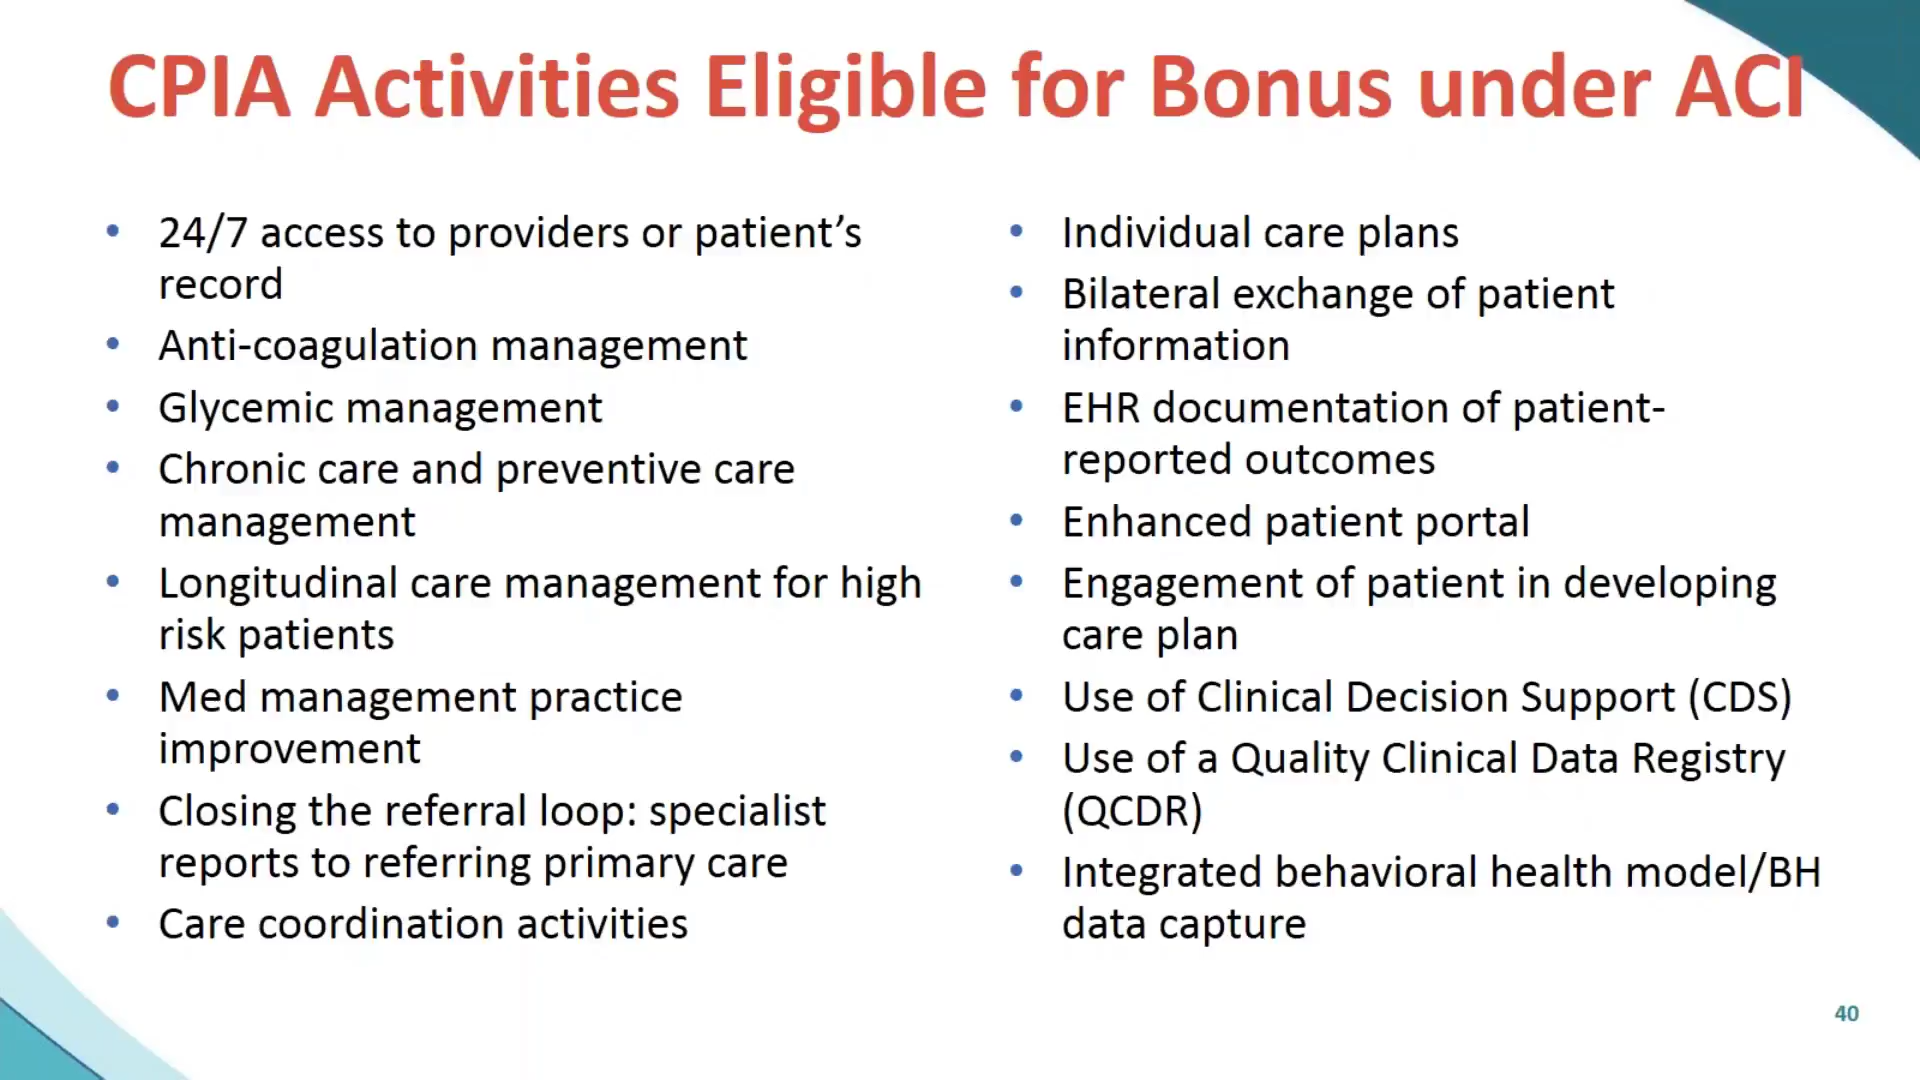 CPIA Activities Eligible for Bonus under ACI
• 24/7 access to providers or patient’s
record
• Anti-coagulation management
• Glycemic management
• Chronic care and preventive care
management
• Longitudinal care management for high
risk patients
• Med management practice
improvement
• Closing the referral loop: specialist
reports to referring primary care
• Care coordination activities
• Individual care plans
• Bilateral exchange of patient
information
• EHR documentation of patient-
reported outcomes
• Enhanced patient portal
• Engagement of patient in developing
care plan
• Use of Clinical Decision Support (CDS)
• Use of a Quality Clinical Data Registry
(QCDR)
• Integrated behavioral health model/BH
data capture
40